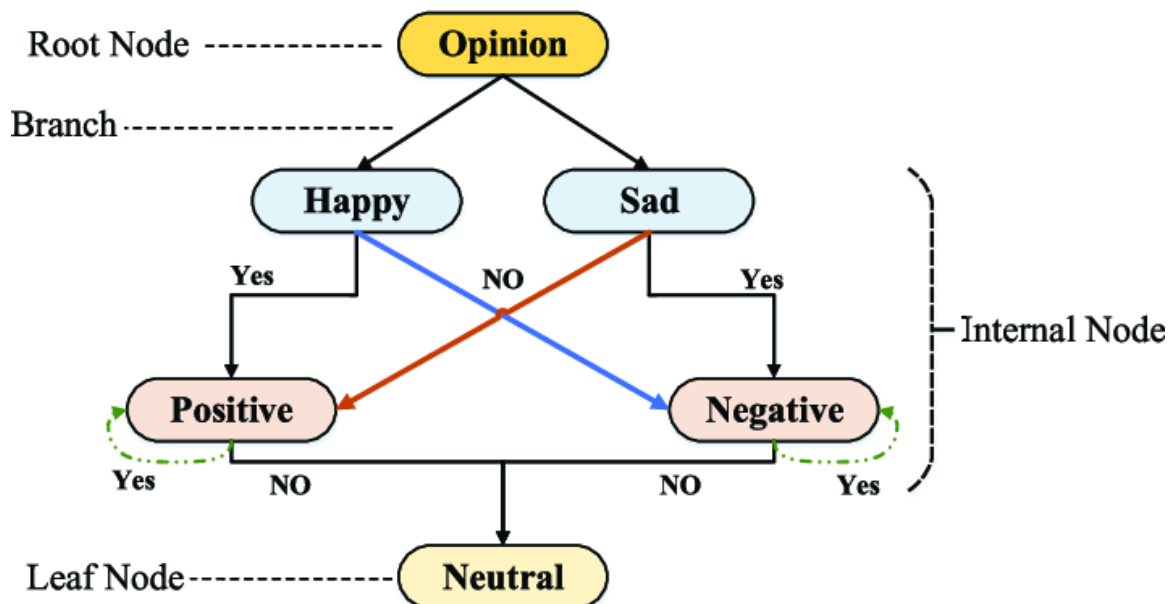 Root Node
Opinion
Branch
Happy
Sad
Yes
NO
Yes
Internal Node
Positive
Negative
Yes
NO
NO
Yes
Leaf Node
Neutral